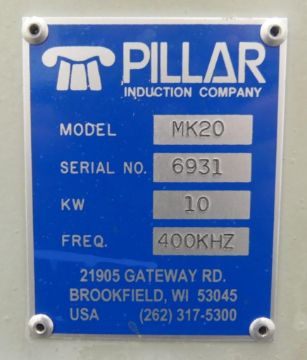 PILLAR
INDUCTION COMPANY
MODEL MK20
SERIAL NO. 6931
KW 10
FREQ. 400KHZ
21905 GATEWAY RD.
BROOKFIELD, WI 53045
USA (262) 317-5300